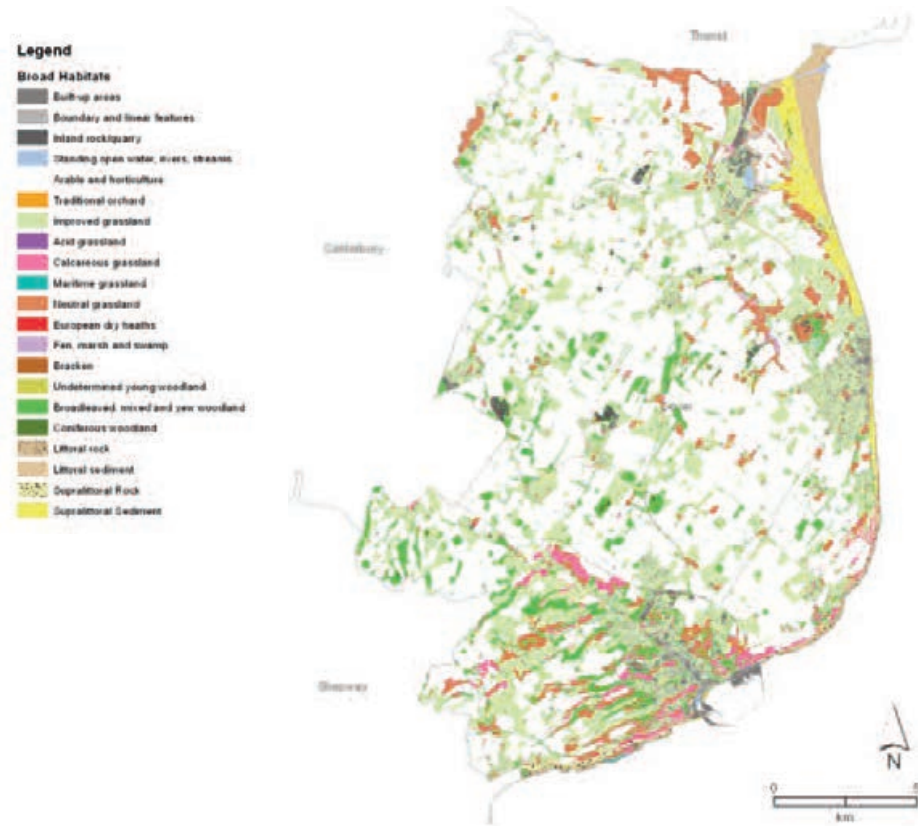 Legend
Broad Habitats
Built-up areas
Boundary and linear features
Inland rock/quarry
Standing open water, rivers, streams
Arable and horticulture
Traditional orchard
Improved grassland
Acid grassland
Calcareous grassland
Maritime grassland
Neutral grassland
European dry heaths
Fen, marsh and swamp
Bracken
Undetermined young woodland
Broadleaved, mixed and yew woodland
Coniferous woodland
Littoral rock
Littoral sediment
Supralittoral Rock
Supralittoral Sediment
Thanet
Canterbury
Shepway
N
0 5
km